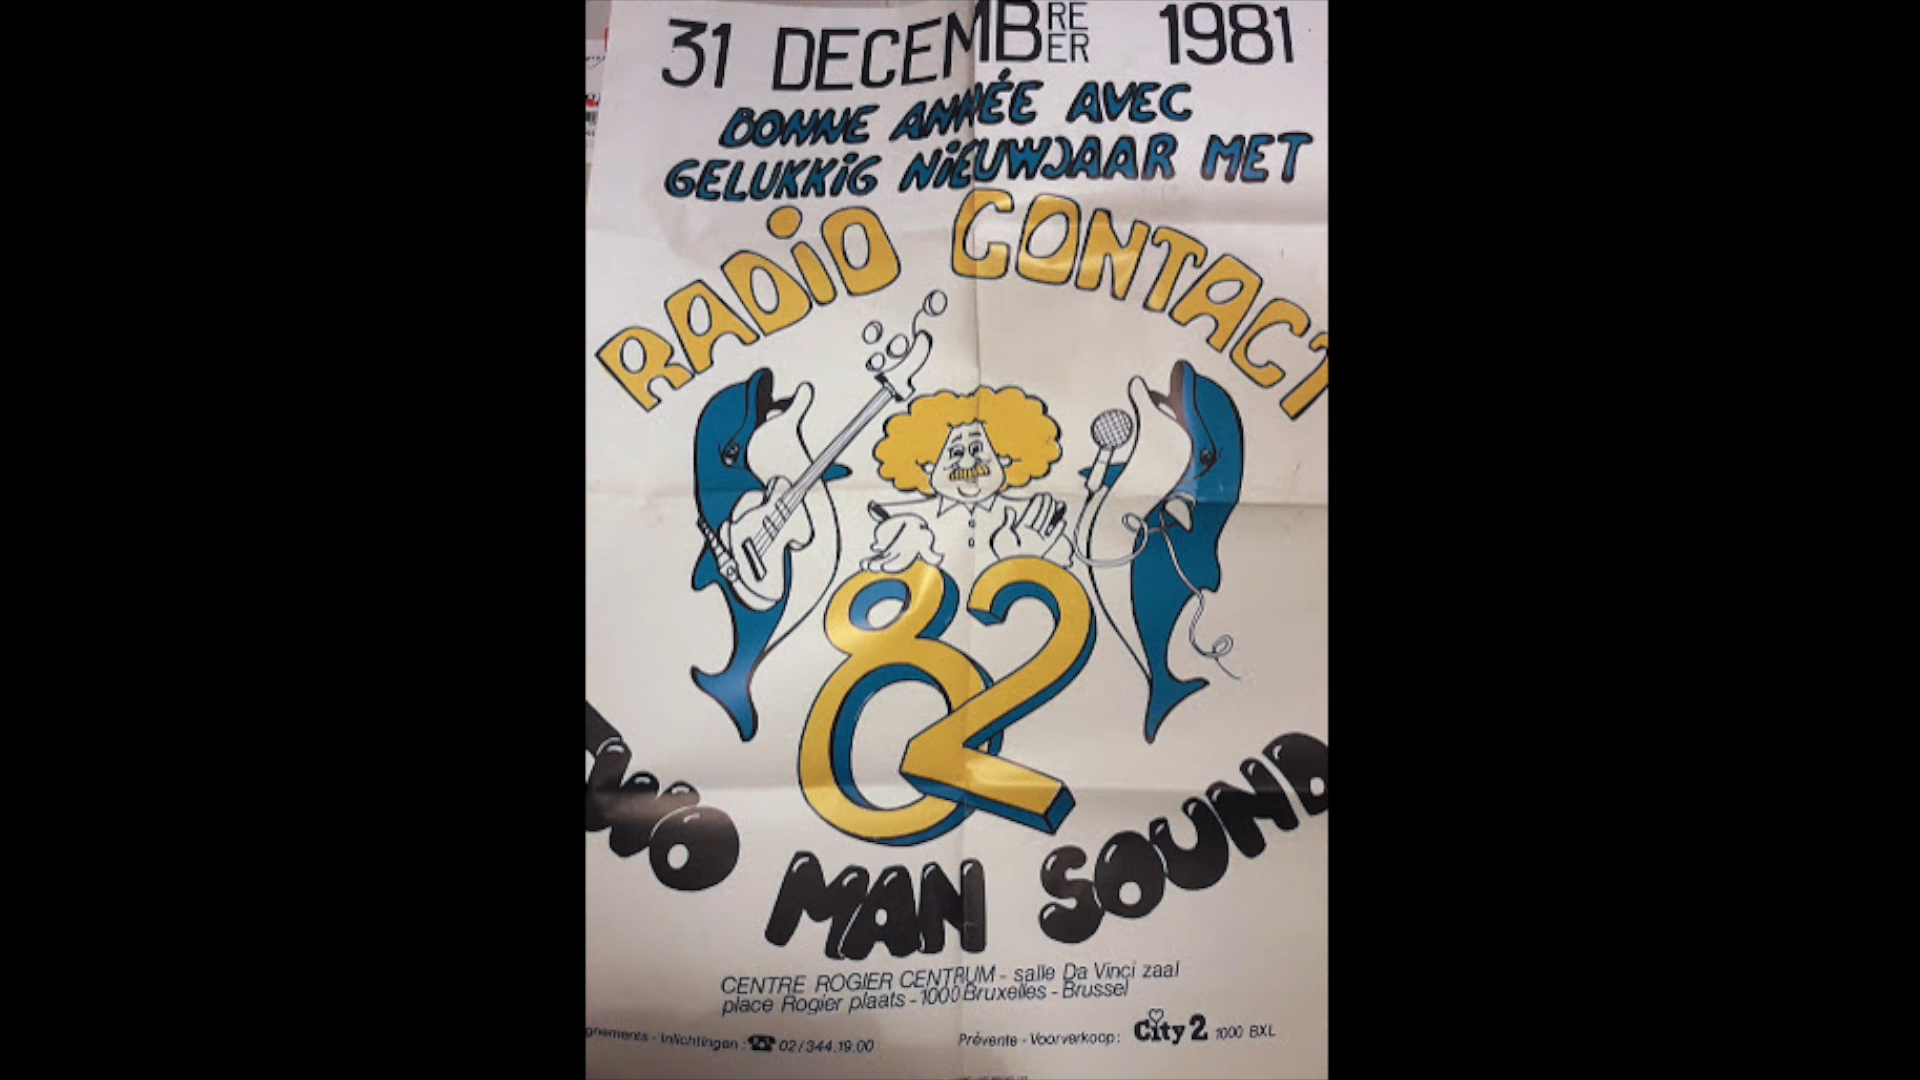 31 DECEMBRE
ER 1981
BONNE ANNÉE AVEC
GELUKKIG NIEUWJAAR MET
RADIO CONTACT
82
TWO MAN SOUND
CENTRE ROGIER CENTRUM - salle Da Vinci zaal
place Rogier plaats - 1000 Bruxelles - Brussel
gnements - Inlichtingen : ☎ 02/344.19.00
Prévente - Voorverkoop: City 2 1000 BXL